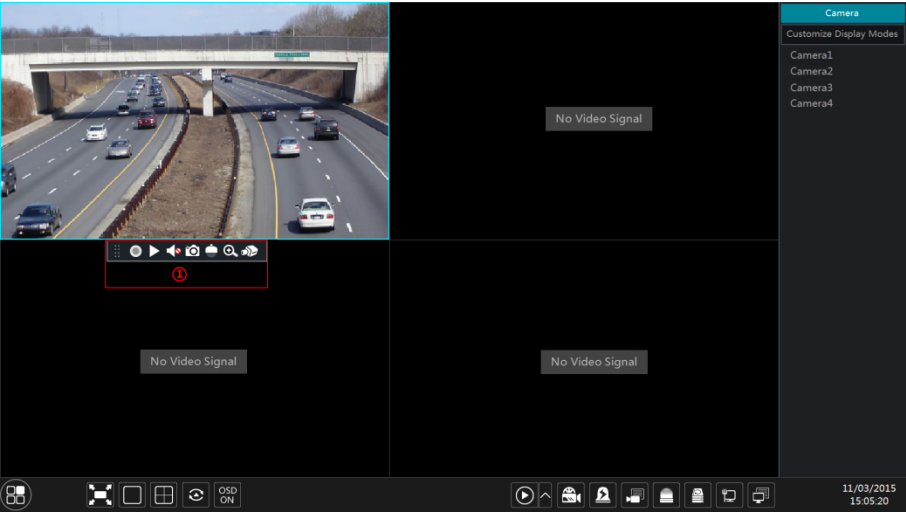 Camera
Customize Display Modes
Camera1
Camera2
Camera3
Camera4
No Video Signal
①
No Video Signal
No Video Signal
OSD
ON
11/03/2015
15:05:20